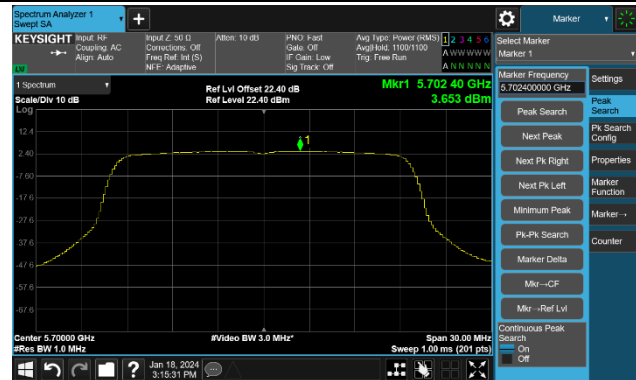 Spectrum Analyzer 1
Swept SA
Marker
KEYSIGHT
Input: RF
Coupling: AC
Align: Auto
Input Z: 50 Ω
Corrections: Off
Freq Ref: Int (S)
NFE: Adaptive
Atten: 10 dB
PNO: Fast
Gate: Off
IF Gain: Low
Sig Track: Off
Avg Type: Power (RMS)
Avg|Hold: 1100/1100
Trig: Free Run
1 2 3 4 5 6
A W W W W W
A N N N N N
LV
Select Marker
Marker 1
1 Spectrum
Scale/Div 10 dB
Log
Ref Lvl Offset 22.40 dB
Ref Level 22.40 dBm
Mkr1 5.702 40 GHz
3.653 dBm
12.4
2.40
-7.60
-17.6
-27.6
-37.6
-47.6
-57.6
-67.6
1
Center 5.70000 GHz
#Res BW 1.0 MHz
#Video BW 3.0 MHz*
Span 30.00 MHz
Sweep 1.00 ms (201 pts)
Marker Frequency
5.702400000 GHz
Peak Search
Next Peak
Next Pk Right
Next Pk Left
Minimum Peak
Pk-Pk Search
Marker Delta
Mkr→CF
Mkr→Ref Lvl
Continuous Peak
Search
On
Off
Settings
Peak
Search
Pk Search
Config
Properties
Marker
Function
Marker→
Counter
Jan 18, 2024
3:15:31 PM